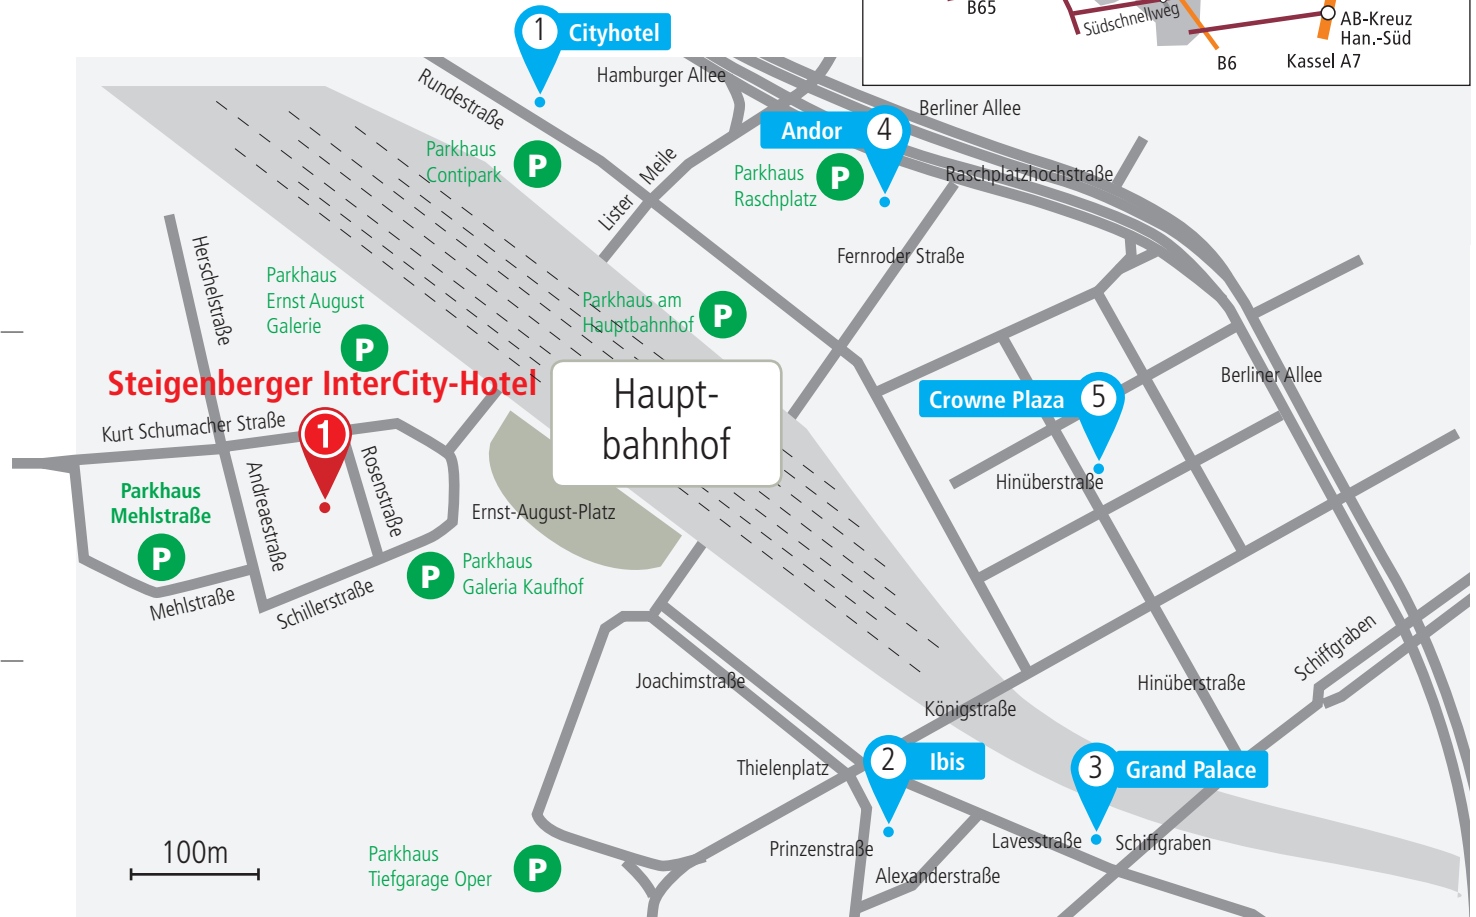 B65
Südschnellweg
AB-Kreuz
Han.-Süd
B6
Kassel A7
1
Cityhotel
Hamburger Allee
Rundestraße
Berliner Allee
Andor
4
Parkhaus
Contipark
P
Lister Meile
Parkhaus
Raschplatz
P
Raschplatzhochstraße
Herschelstraße
Fernroder Straße
Parkhaus
Ernst August
Galerie
P
Parkhaus am
Hauptbahnhof
P
Steigenberger InterCity-Hotel
Haupt-
bahnhof
Berliner Allee
Crowne Plaza
5
Kurt Schumacher Straße
1
Rosenstraße
Andreaestraße
Hinüberstraße
Parkhaus
Mehlstraße
P
Ernst-August-Platz
Parkhaus
Galeria Kaufhof
P
Mehlstraße
Schillerstraße
Schiffgraben
Joachimstraße
Hinüberstraße
Königstraße
Thielenplatz
2
Ibis
3
Grand Palace
100m
Parkhaus
Tiefgarage Oper
P
Prinzenstraße
Lavesstraße
Schiffgraben
Alexanderstraße